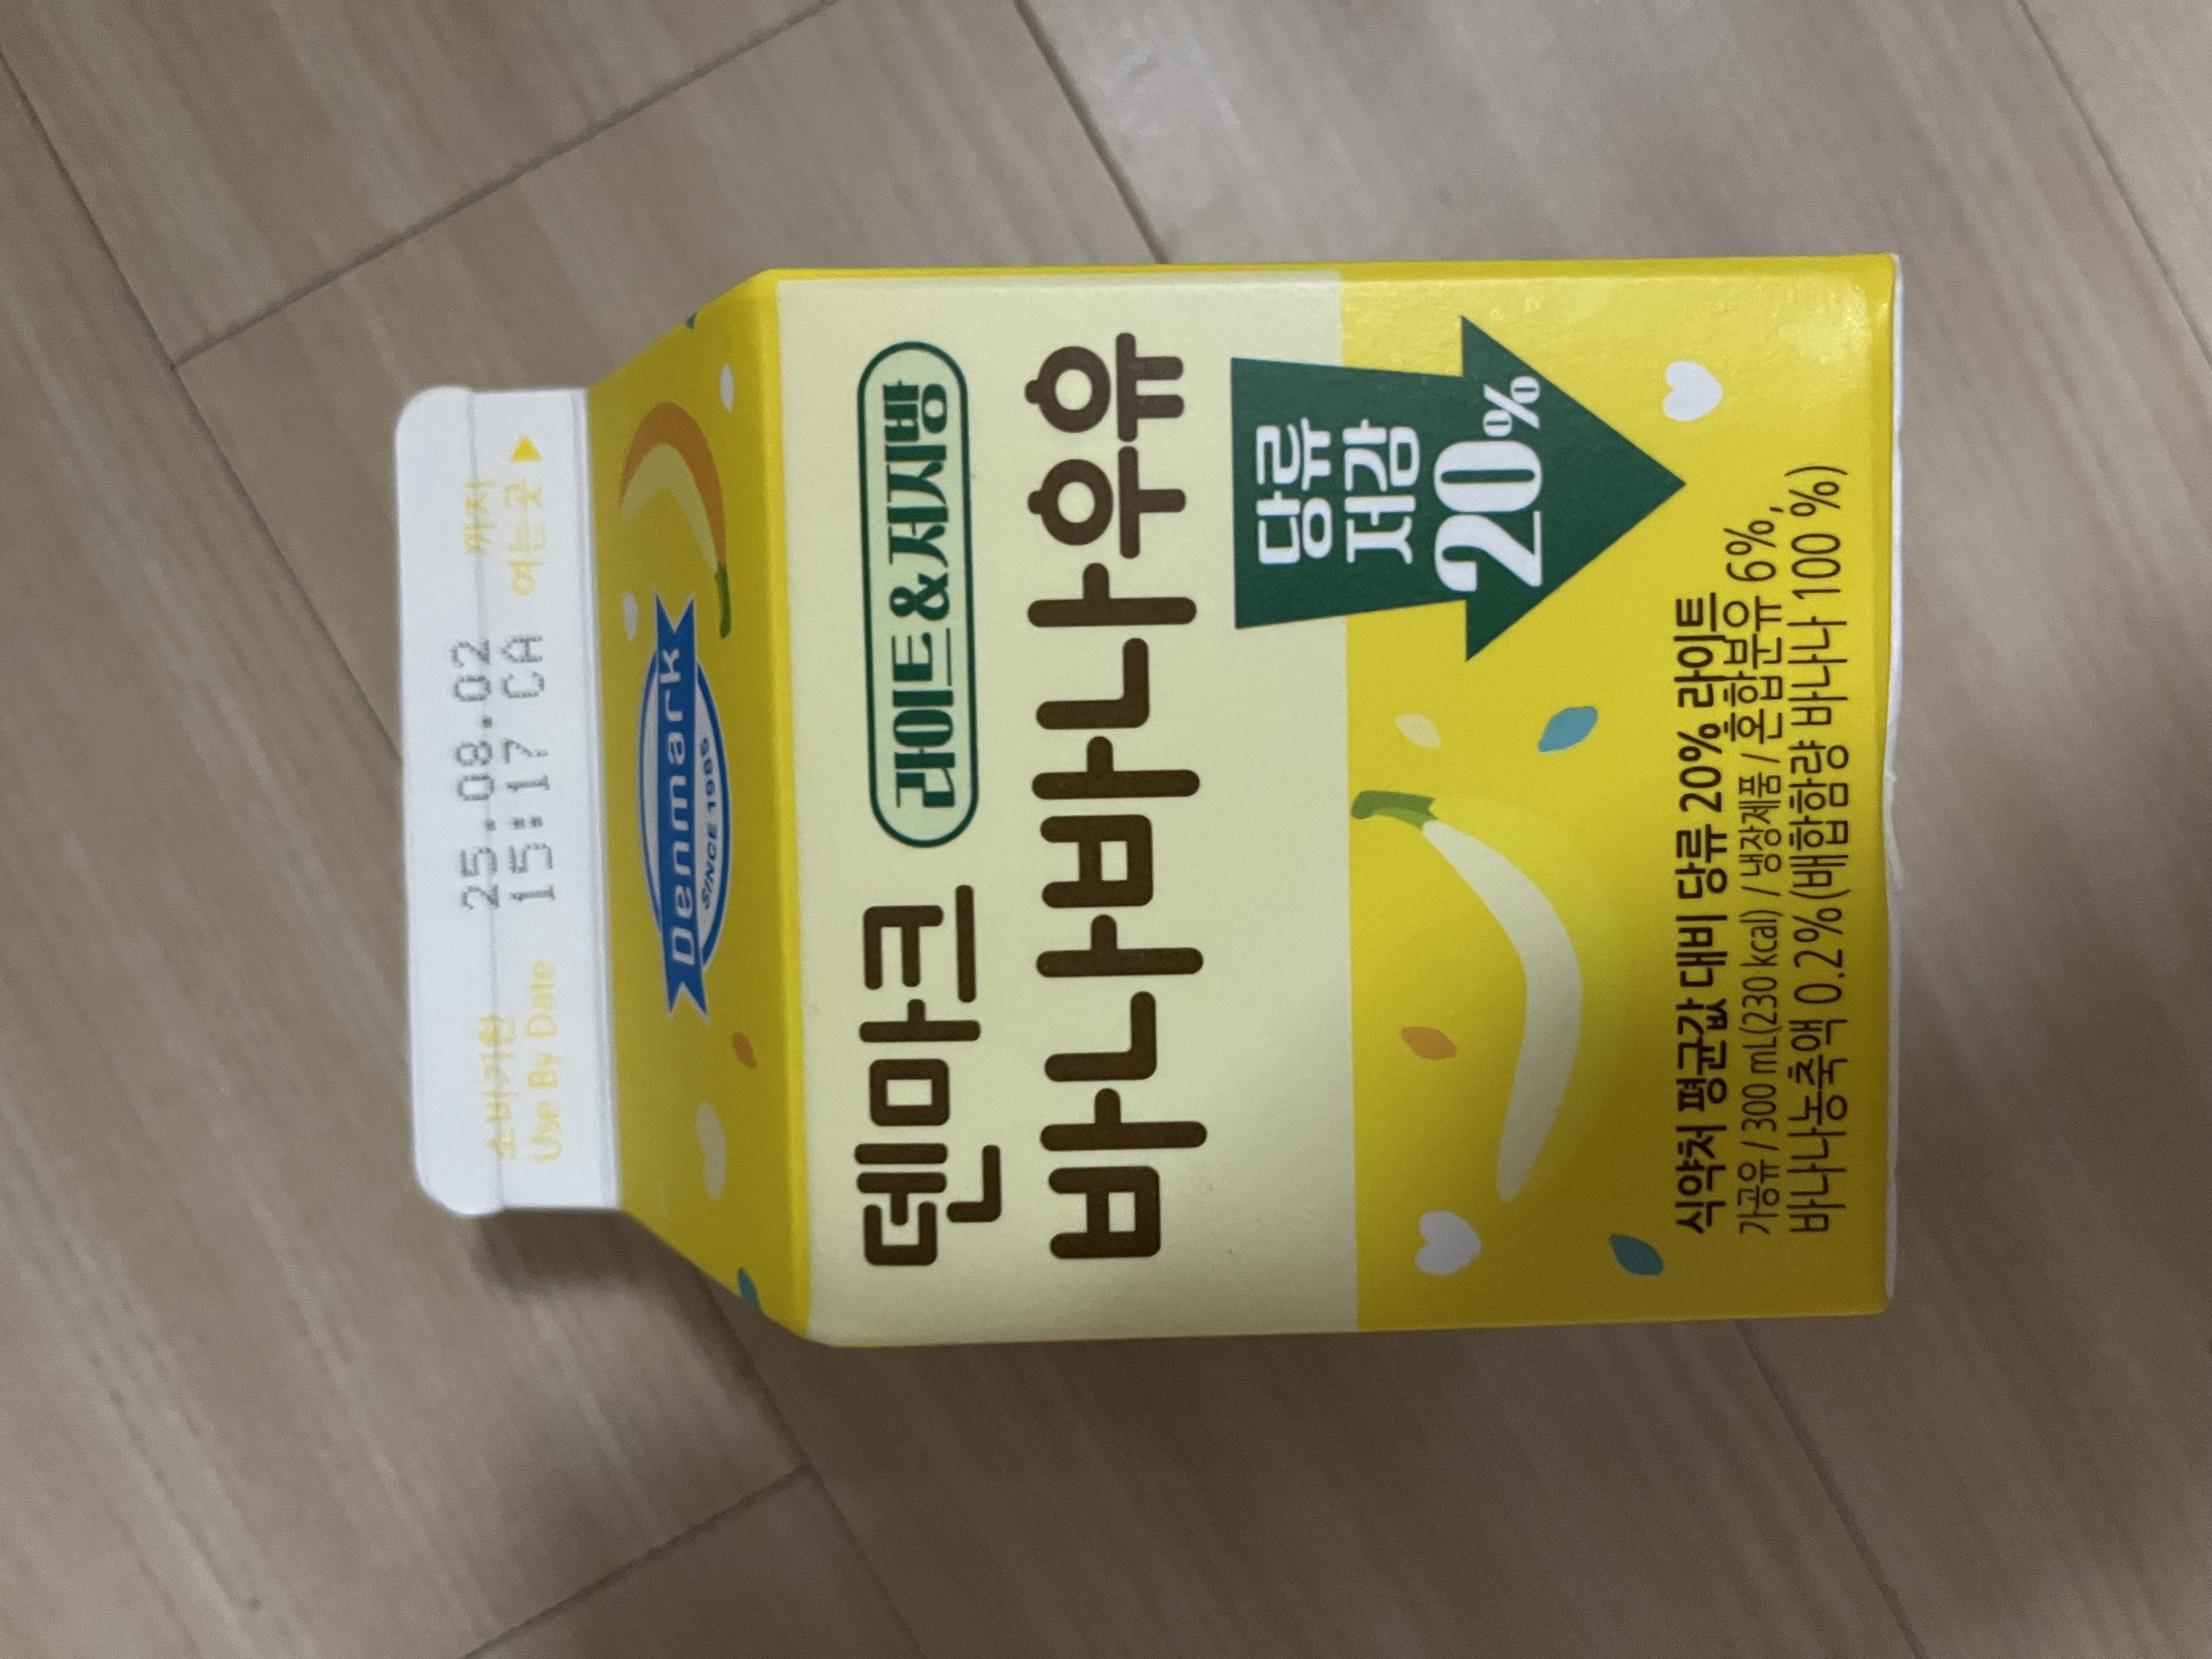 소비기한 25.08.02 까지
Use By Date 15:17 CA 여는곳
Denmark
SINCE 1985
덴마크 라이트&저지방
바나나바나나우유
당류
저감
20%
식약처 평균값 대비 당류 20% 라이트
가공유 / 300 mL(230 kcal) / 냉장제품 / 혼합분유 6%,
바나나농축액 0.2%(배합함량 바나나 100 %)